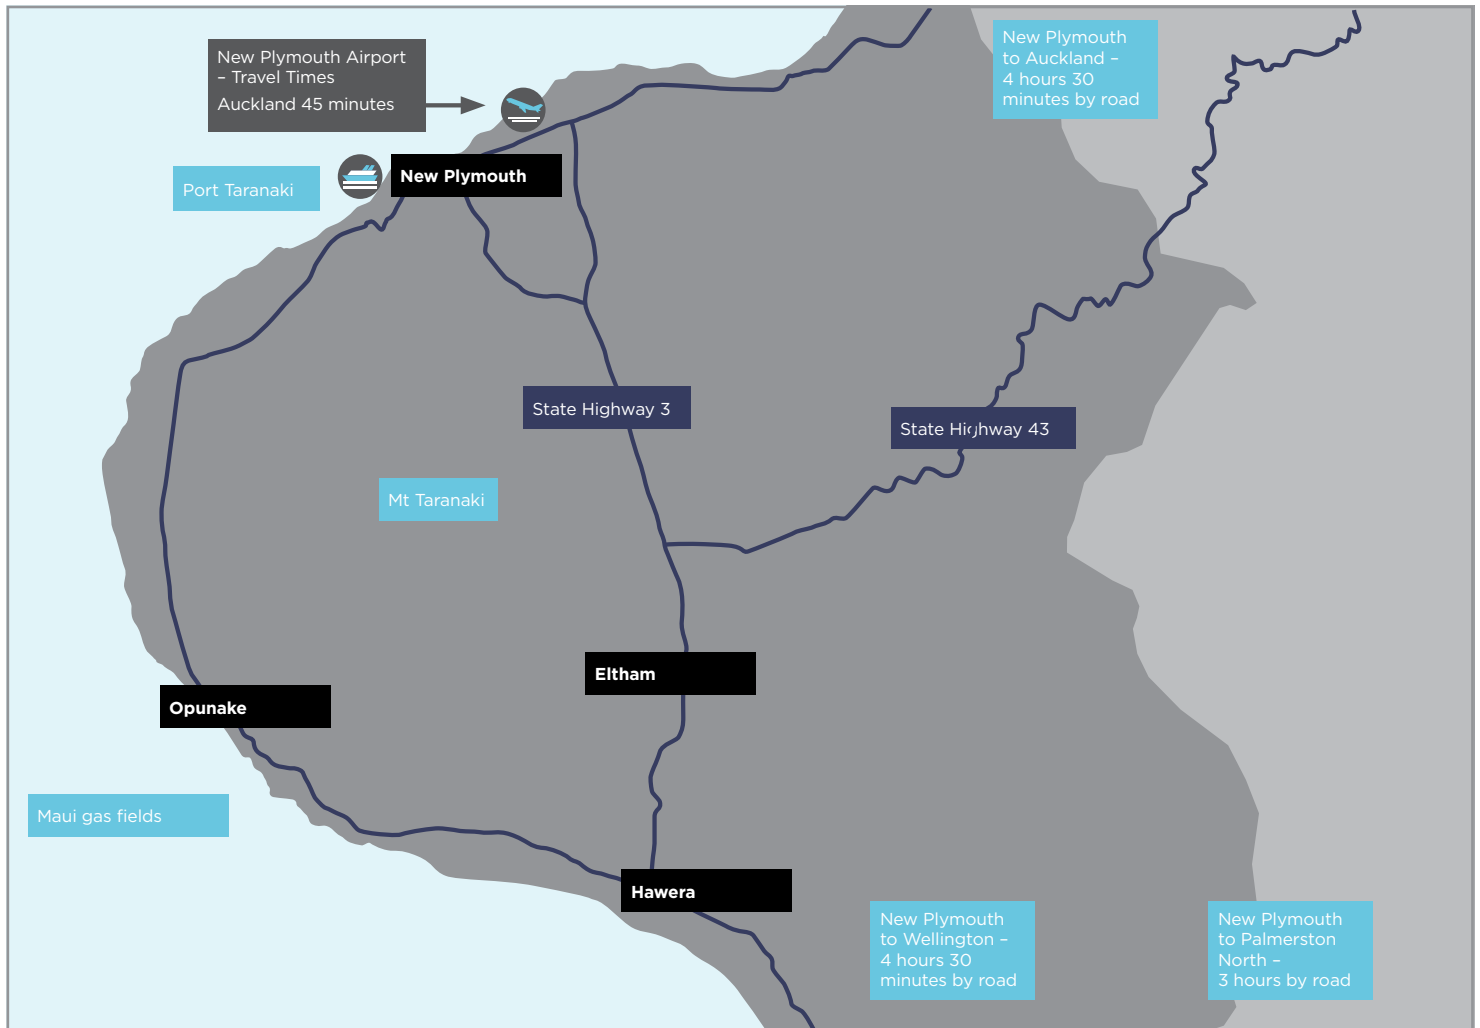 New Plymouth Airport
– Travel Times
Auckland 45 minutes
New Plymouth
to Auckland –
4 hours 30
minutes by road
Port Taranaki
New Plymouth
State Highway 3
State Highway 43
Mt Taranaki
Eltham
Opunake
Maui gas fields
Hawera
New Plymouth
to Wellington –
4 hours 30
minutes by road
New Plymouth
to Palmerston
North –
3 hours by road